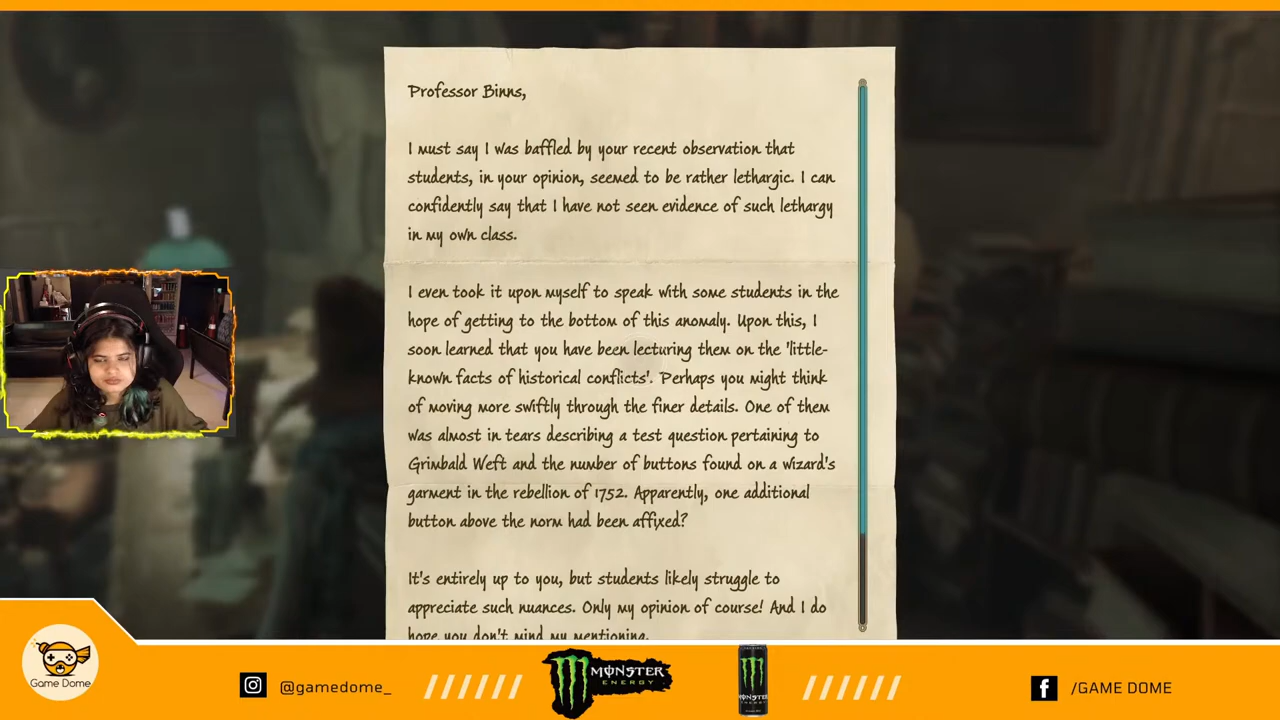 Professor Binns,
I must say I was baffled by your recent observation that
students, in your opinion, seemed to be rather lethargic. I can
confidently say that I have not seen evidence of such lethargy
in my own class.
I even took it upon myself to speak with some students in the
hope of getting to the bottom of this anomaly. Upon this, I
soon learned that you have been lecturing them on the 'little-
known facts of historical conflicts'. Perhaps you might think
of moving more swiftly through the finer details. One of them
was almost in tears describing a test question pertaining to
Grimbald Weft and the number of buttons found on a wizard's
garment in the rebellion of 1752. Apparently, one additional
button above the norm had been affixed?
It's entirely up to you, but students likely struggle to
appreciate such nuances. Only my opinion of course! And I do
hope you don't mind my mentioning.
Game Dome
@gamedome_
MONSTER
ENERGY
/GAME DOME